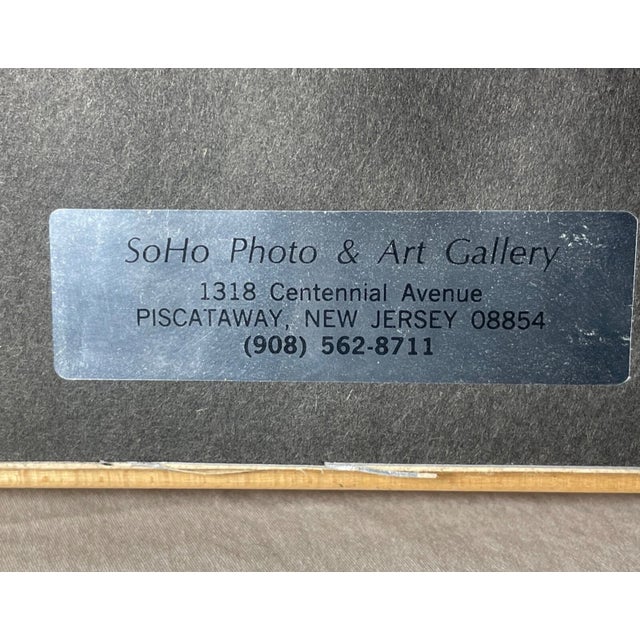 SoHo Photo & Art Gallery
1318 Centennial Avenue
PISCATAWAY, NEW JERSEY 08854
(908) 562-8711